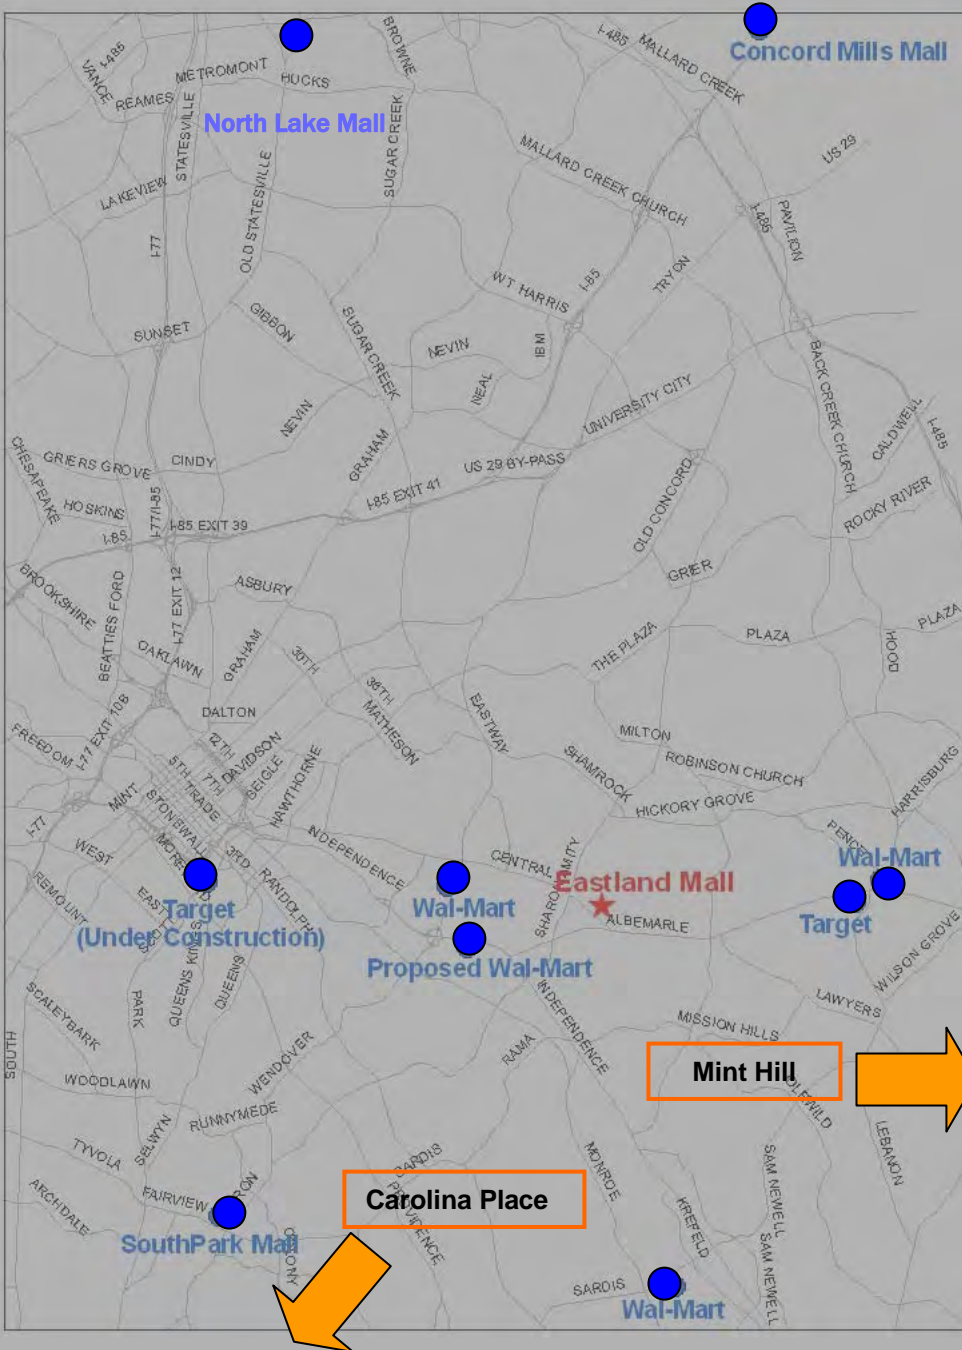 I-485
BROWNE
I-485
MALLARD CREEK
Concord Mills Mall
VANCE
METROMONT
HUCKS
REAMES
STATESVILLE
North Lake Mall
SUGAR CREEK
MALLARD CREEK CHURCH
US 29
LAKEVIEW
OLD STATESVILLE
I-77
I-485
PAVILION
TRYON
WT HARRIS
I-85
SUNSET
GIBBON
SUGAR CREEK
NEVIN
IBM
NEAL
BACK CREEK CHURCH
UNIVERSITY CITY
CALDWELL
I-485
NEVIN
GRAHAM
CHESAPEAKE
GRIERS GROVE
CINDY
US 29 BY-PASS
I-85 EXIT 41
HOSKINS
I-77/I-85
I-85 EXIT 39
I-85
OLD CONCORD
ROCKY RIVER
BROOKSHIRE
BEATTIES FORD
I-77 EXIT 12
ASBURY
GRIER
OAKLAWN
GRAHAM
30TH
THE PLAZA
PLAZA
PLAZA
HOOD
36TH
MATHESON
EASTWAY
DALTON
I-77 EXIT 10B
FREEDOM
12TH
DAVIDSON
5TH
7TH
TRADE
SEIGLE
HAWTHORNE
MILTON
SHAMROCK
ROBINSON CHURCH
HARRISBURG
HICKORY GROVE
I-77
MINT
STONEWALL
WEST
3RD
RANDOLPH
INDEPENDENCE
CENTRAL
SHARON AMITY
Eastland Mall
ALBEMARLE
Wal-Mart
Target
REMOUNT
EAST
Target
(Under Construction)
Wal-Mart
Proposed Wal-Mart
WILSON GROVE
QUEENS
SCALEYBARK
PARK
INDEPENDENCE
LAWYERS
MISSION HILLS
SOUTH
WOODLAWN
WENDOVER
RAMA
Mint Hill
RUNNYMEDE
SELWYN
TYVOLA
LEBANON
ARCHDALE
FAIRVIEW
SARDIS
Carolina Place
PROVIDENCE
MONROE
KREFELD
SAM NEWELL
SouthPark Mall
COLONY
SARDIS
SAM NEWELL
Wal-Mart